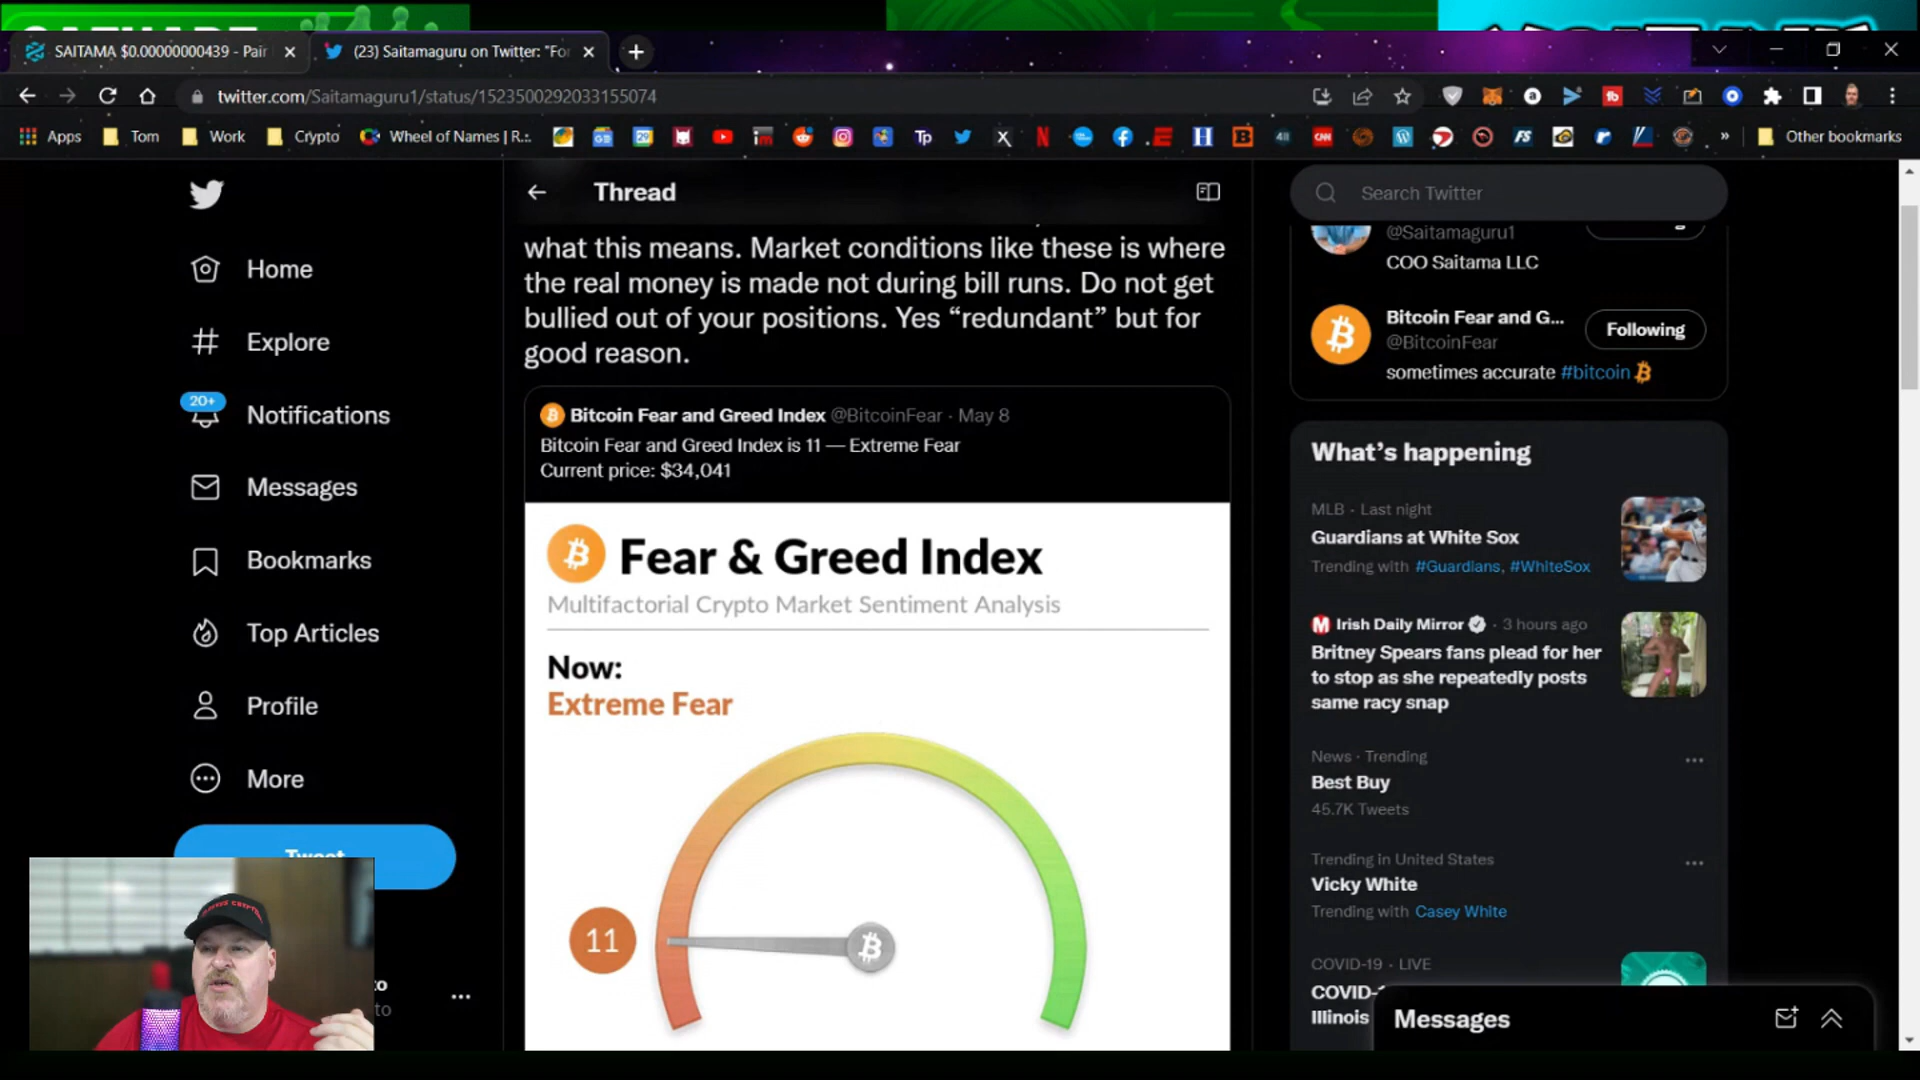 SAITAMA $0.00000000439 - Pair
(23) Saitamaguru on Twitter: "For
twitter.com/Saitamaguru1/status/1523500292033155074
Apps
Tom
Work
Crypto
Wheel of Names | R...
Other bookmarks
Thread
what this means. Market conditions like these is where
the real money is made not during bill runs. Do not get
bullied out of your positions. Yes “redundant” but for
good reason.
Bitcoin Fear and Greed Index @BitcoinFear · May 8
Bitcoin Fear and Greed Index is 11 — Extreme Fear
Current price: $34,041
Fear & Greed Index
Multifactorial Crypto Market Sentiment Analysis
Now:
Extreme Fear
11
Home
Explore
20+
Notifications
Messages
Bookmarks
Top Articles
Profile
More
Tweet
Search Twitter
@Saitamaguru1
COO Saitama LLC
Bitcoin Fear and G...
@BitcoinFear
Following
sometimes accurate #bitcoin
What’s happening
MLB · Last night
Guardians at White Sox
Trending with #Guardians, #WhiteSox
Irish Daily Mirror · 3 hours ago
Britney Spears fans plead for her
to stop as she repeatedly posts
same racy snap
News · Trending
Best Buy
45.7K Tweets
Trending in United States
Vicky White
Trending with Casey White
COVID-19 · LIVE
COVID-
Illinois
Messages